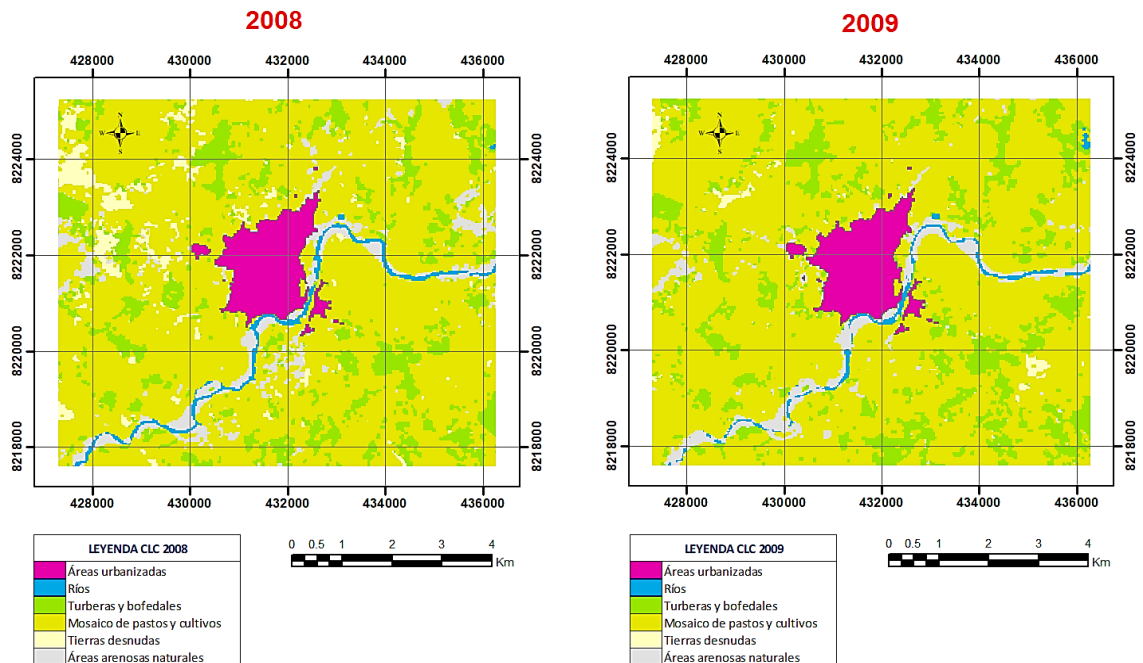 2008
428000 430000 432000 434000 436000
8224000
8222000
8220000
8218000
N
W E
S
8224000
8222000
8220000
8218000
428000 430000 432000 434000 436000
LEYENDA CLC 2008
Áreas urbanizadas
Ríos
Turberas y bofedales
Mosaico de pastos y cultivos
Tierras desnudas
Áreas arenosas naturales
0 0.5 1 2 3 4
Km
2009
428000 430000 432000 434000 436000
8224000
8222000
8220000
8218000
N
W E
S
8224000
8222000
8220000
8218000
428000 430000 432000 434000 436000
LEYENDA CLC 2009
Áreas urbanizadas
Ríos
Turberas y bofedales
Mosaico de pastos y cultivos
Tierras desnudas
Áreas arenosas naturales
0 0.5 1 2 3 4
Km